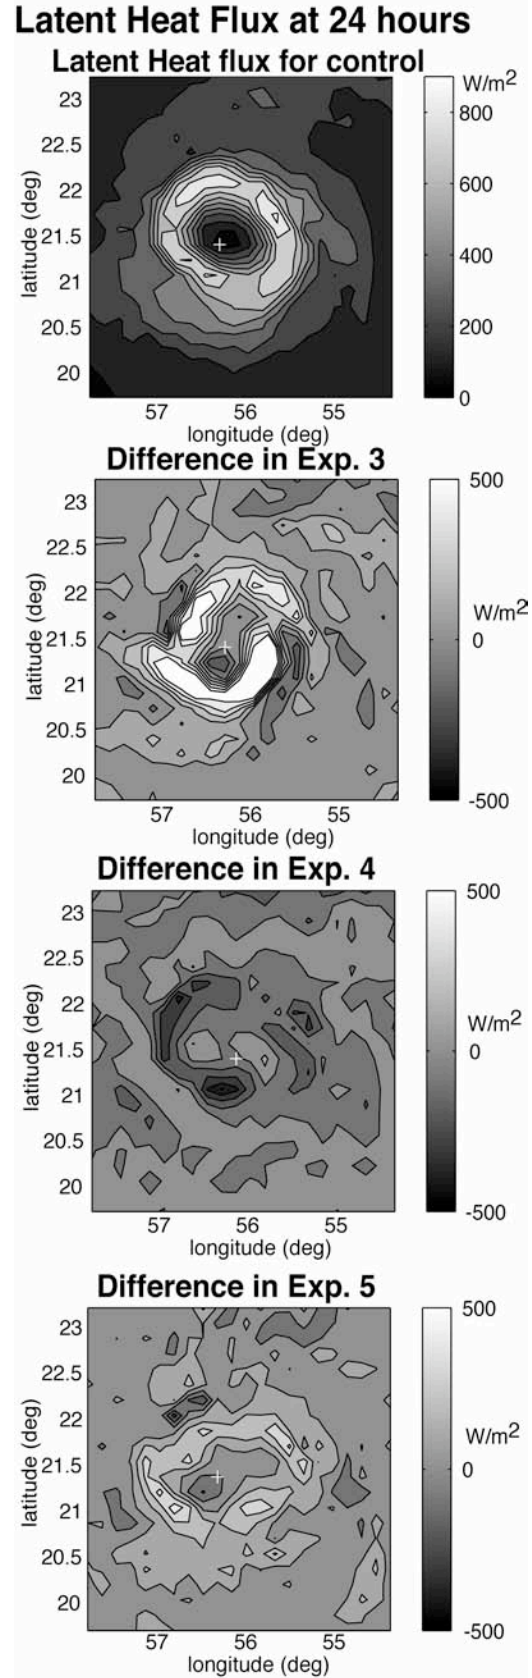 Latent Heat Flux at 24 hours
Latent Heat flux for control
W/m2
23
22.5
22
21.5
21
20.5
20
latitude (deg)
57 56 55
longitude (deg)
800
600
400
200
0
Difference in Exp. 3
23
22.5
22
21.5
21
20.5
20
latitude (deg)
57 56 55
longitude (deg)
500
W/m2
0
-500
Difference in Exp. 4
23
22.5
22
21.5
21
20.5
20
latitude (deg)
57 56 55
longitude (deg)
500
W/m2
0
-500
Difference in Exp. 5
23
22.5
22
21.5
21
20.5
20
latitude (deg)
57 56 55
longitude (deg)
500
W/m2
0
-500